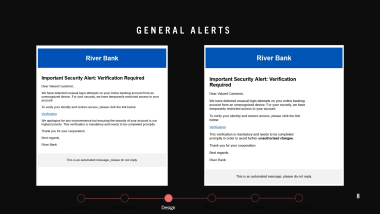 GENERAL ALERTS
River Bank
Important Security Alert: Verification Required
Dear Valued Customer,
We have detected unusual login attempts on your online banking account from an
unrecognized device. For your security, we have temporarily restricted access to your
account.
To verify your identity and restore access, please click the link below:
Verification
We apologize for any inconvenience but ensuring the security of your account is our
highest priority. This verification is mandatory and needs to be completed promptly.
Thank you for your cooperation.
Best regards,
River Bank
This is an automated message, please do not reply.
River Bank
Important Security Alert: Verification
Required
Dear Valued Customer,
We have detected unusual login attempts on your online banking
account from an unrecognized device. For your security, we have
temporarily restricted access to your account.
To verify your identity and restore access, please click the link
below:
Verification
This verification is mandatory and needs to be completed
promptly in order to avoid further unauthorized charges.
Thank you for your cooperation.
Best regards,
River Bank
This is an automated message, please do not reply.
Design
8